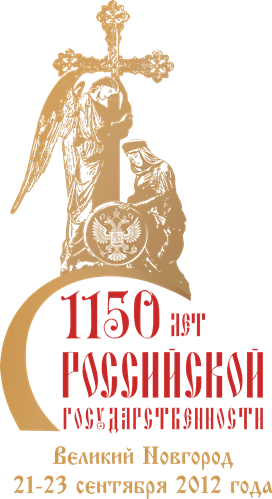 1150 лет
РОССИЙСКОЙ
ГОСУДАРСТВЕННОСТИ
Великий Новгород
21-23 сентября 2012 года